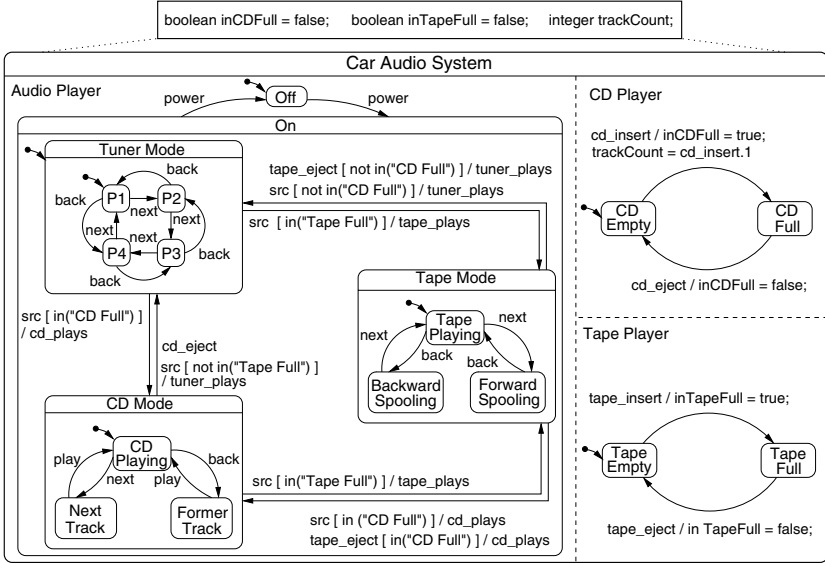 boolean inCDFull = false; boolean inTapeFull = false; integer trackCount;
Car Audio System
Audio Player
power
Off
power
On
Tuner Mode
back
back
P1
P2
next
next
next
next
P4
P3
back
back
tape_eject [ not in("CD Full") ] / tuner_plays
src [ not in("CD Full") ] / tuner_plays
src [ in("Tape Full") ] / tape_plays
src [ in("CD Full") ]
/ cd_plays
cd_eject
src [ not in("Tape Full") ]
/ tuner_plays
Tape Mode
Tape
Playing
next
next
back
back
Backward
Spooling
Forward
Spooling
CD Mode
CD
Playing
play
back
next
play
Next
Track
Former
Track
src [ in("Tape Full") ] / tape_plays
src [ in ("CD Full") ] / cd_plays
tape_eject [ in("CD Full") ] / cd_plays
CD Player
cd_insert / inCDFull = true;
trackCount = cd_insert.1
CD
Empty
CD
Full
cd_eject / inCDFull = false;
Tape Player
tape_insert / inTapeFull = true;
Tape
Empty
Tape
Full
tape_eject / in TapeFull = false;